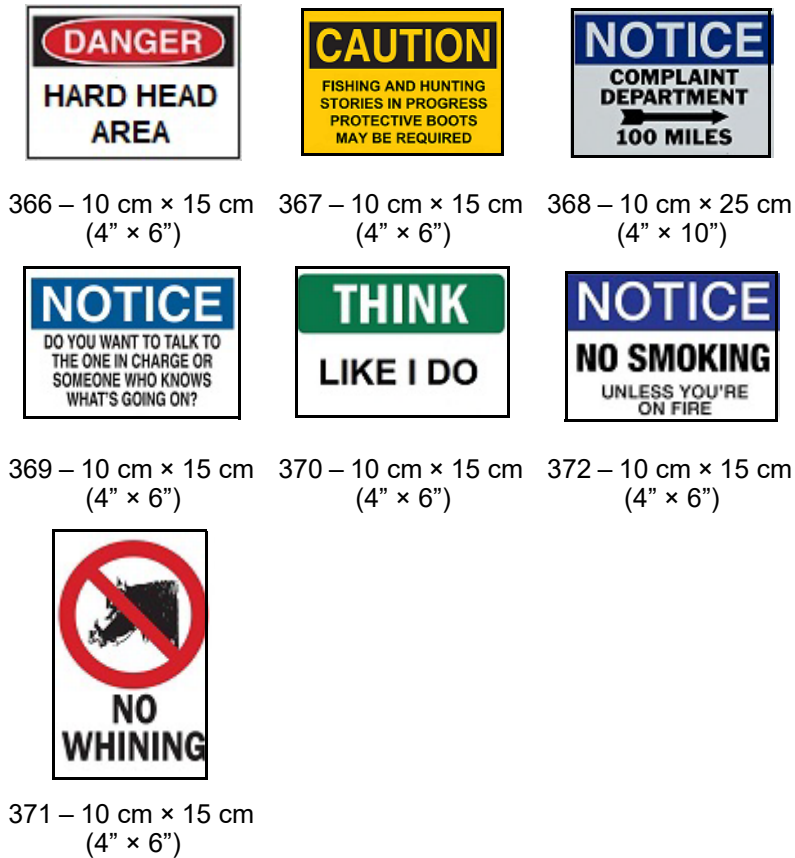 DANGER
HARD HEAD
AREA
CAUTION
FISHING AND HUNTING
STORIES IN PROGRESS
PROTECTIVE BOOTS
MAY BE REQUIRED
NOTICE
COMPLAINT
DEPARTMENT
100 MILES
366 – 10 cm × 15 cm
(4” × 6”)
367 – 10 cm × 15 cm
(4” × 6”)
368 – 10 cm × 25 cm
(4” × 10”)
NOTICE
DO YOU WANT TO TALK TO
THE ONE IN CHARGE OR
SOMEONE WHO KNOWS
WHAT'S GOING ON?
THINK
LIKE I DO
NOTICE
NO SMOKING
UNLESS YOU'RE
ON FIRE
369 – 10 cm × 15 cm
(4” × 6”)
370 – 10 cm × 15 cm
(4” × 6”)
372 – 10 cm × 15 cm
(4” × 6”)
NO
WHINING
371 – 10 cm × 15 cm
(4” × 6”)